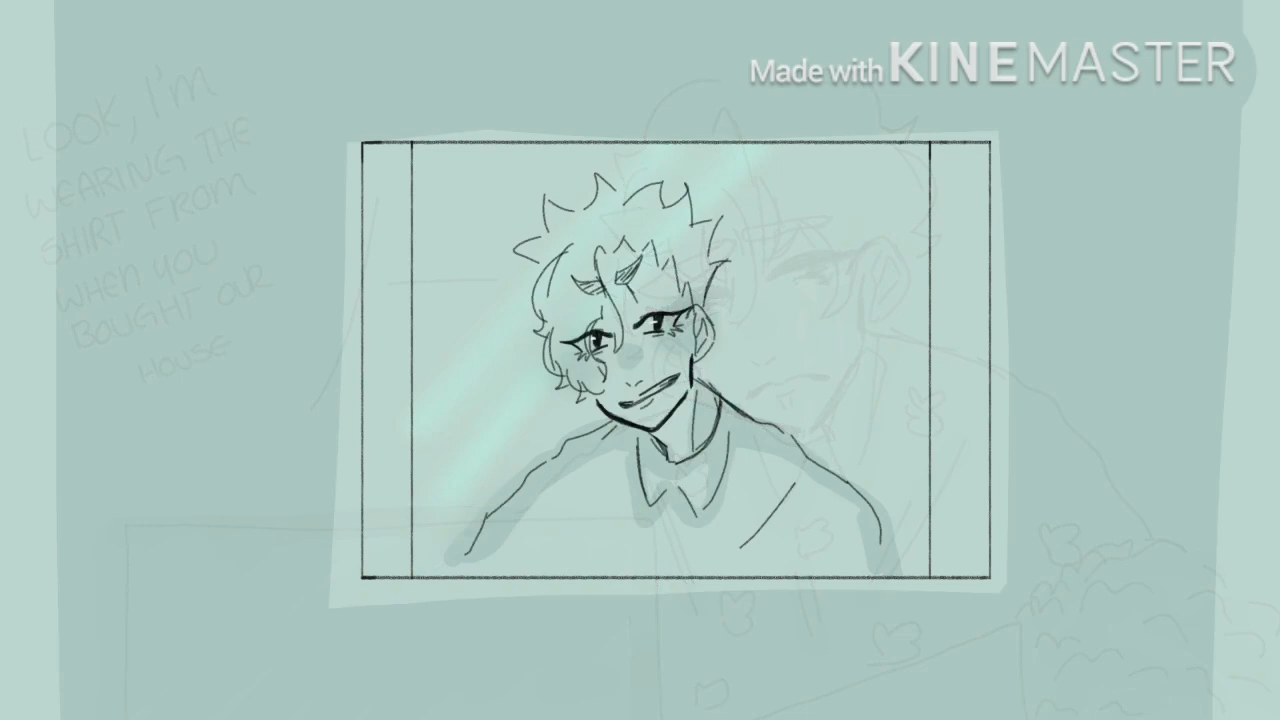 Made with KINEMASTER
LOOK, I'm
WEARING THE
SHIRT FROM
WHEN YOU
BOUGHT OUR
HOUSE